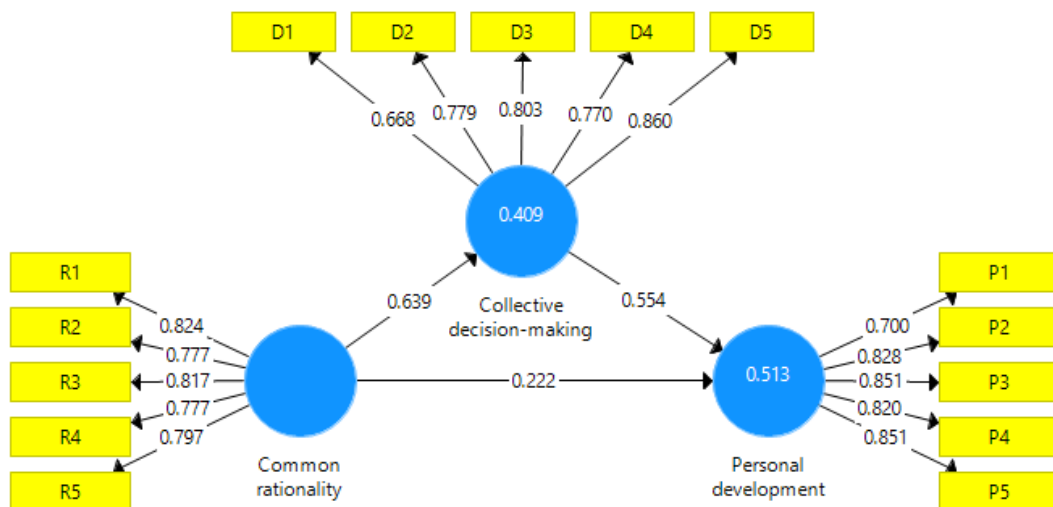 D1 D2 D3 D4 D5
0.668 0.779 0.803 0.770 0.860
0.409
Collective
decision-making
R1
R2
R3
R4
R5
0.824
0.777
0.817
0.777
0.797
0.639
0.554
0.222
Common
rationality
0.513
Personal
development
0.700
0.828
0.851
0.820
0.851
P1
P2
P3
P4
P5